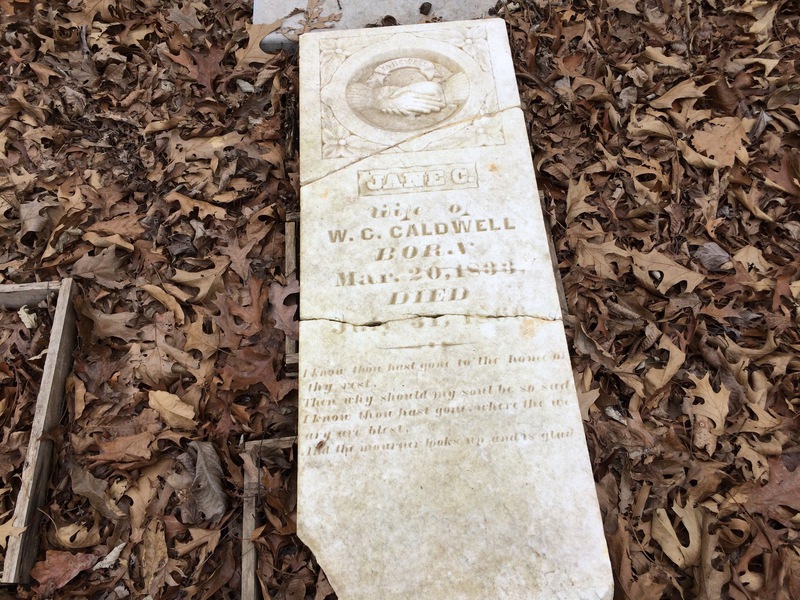 JANE C.
Wife of
W. C. CALDWELL
BORN
Mar. 20, 1833.
DIED
31,
I know thou hast gone to the home of
thy rest.
Then why should my soul be so sad
I know thou hast gone where the we
ary are blest.
And the mourner looks up and is glad